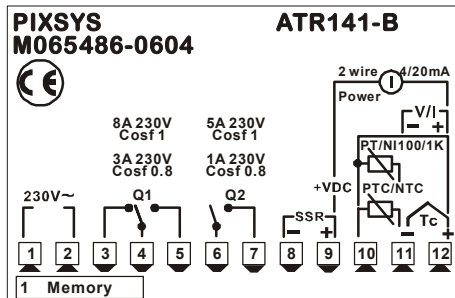 PIXSYS ATR141-B
M065486-0604
CE
2 wire 4/20mA
I
Power
V/I
- +
8A 230V 5A 230V
Cosf 1 Cosf 1
PT/NI100/1K
3A 230V 1A 230V
Cosf 0.8 Cosf 0.8
+VDC PTC/NTC
230V~ Q1 Q2
SSR Tc
- + - +
1 2 3 4 5 6 7 8 9 10 11 12
1 Memory